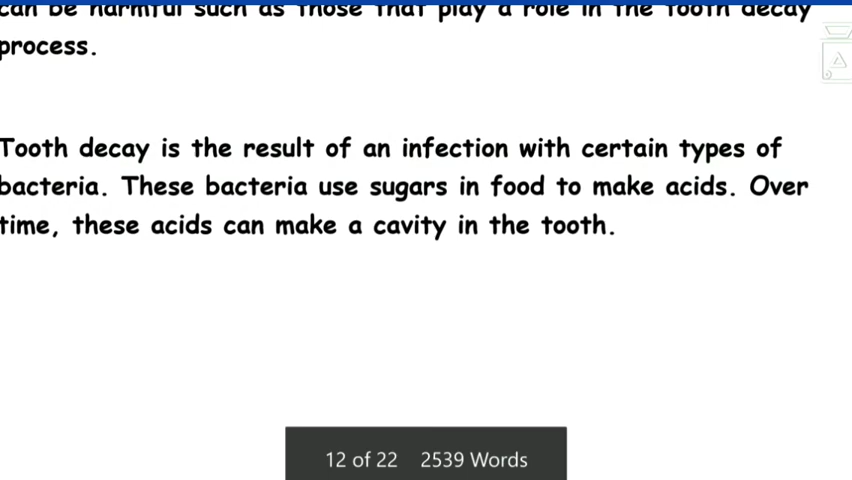 can be harmful such as those that play a role in the tooth decay
process.
Tooth decay is the result of an infection with certain types of
bacteria. These bacteria use sugars in food to make acids. Over
time, these acids can make a cavity in the tooth.
12 of 22 2539 Words